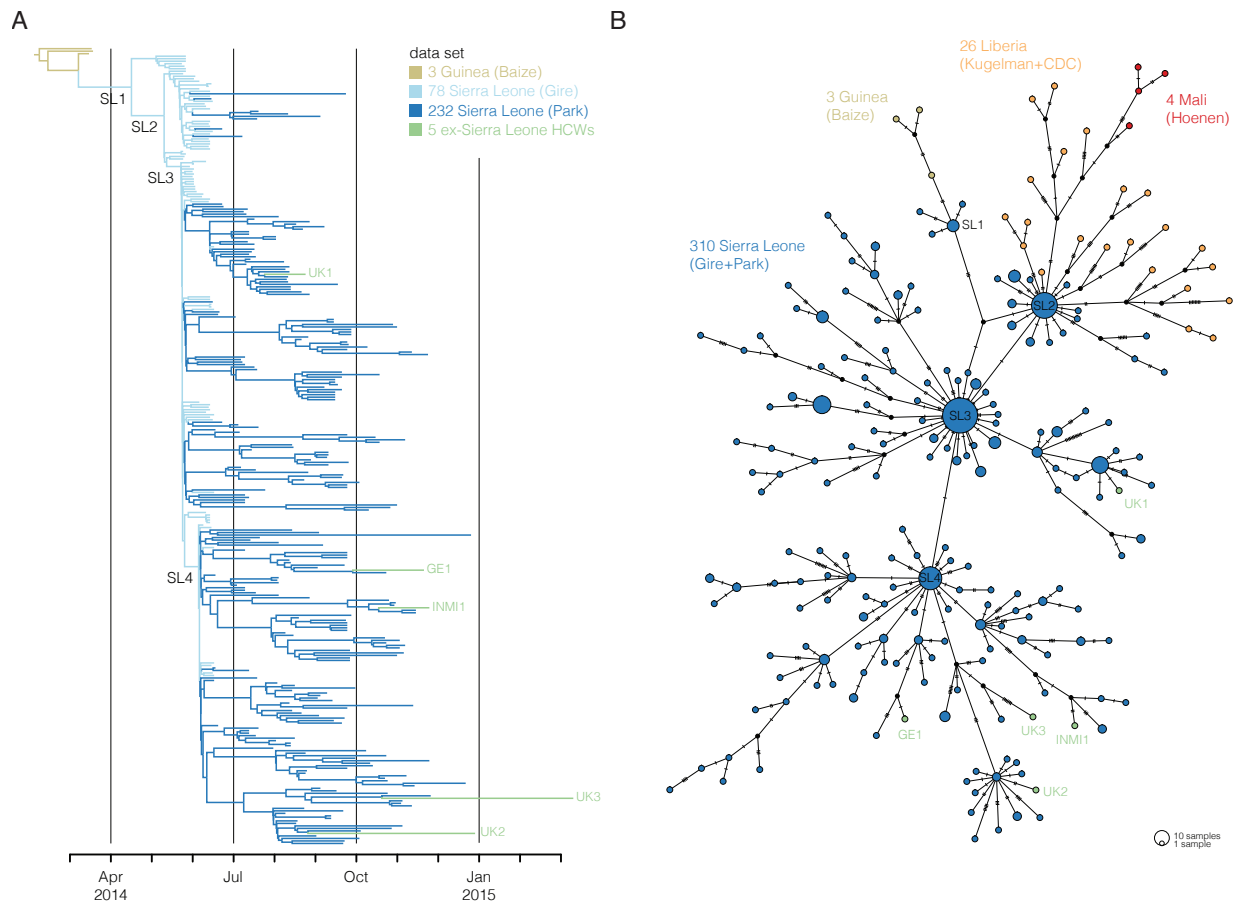 A
data set
3 Guinea (Baize)
78 Sierra Leone (Gire)
232 Sierra Leone (Park)
5 ex-Sierra Leone HCWs
SL1
SL2
SL3
UK1
SL4
GE1
INMI1
UK3
UK2
Apr
2014
Jul
Oct
Jan
2015
B
26 Liberia
(Kugelman+CDC)
3 Guinea
(Baize)
4 Mali
(Hoenen)
310 Sierra Leone
(Gire+Park)
SL1
SL2
SL3
UK1
SL4
GE1
UK3
INMI1
UK2
10 samples
1 sample